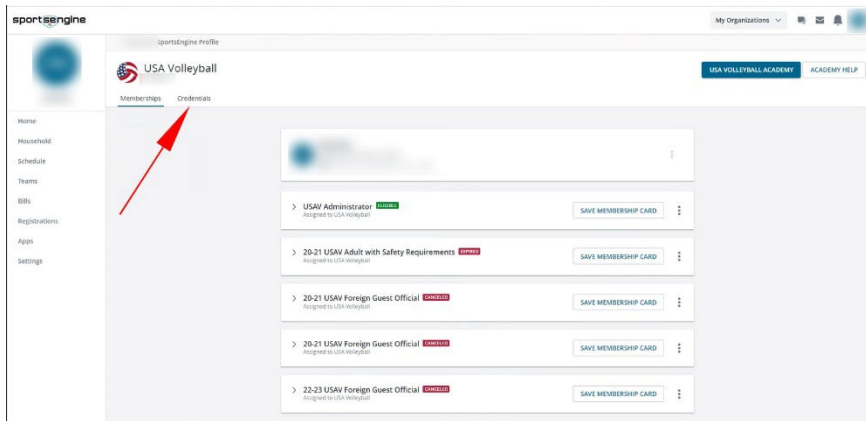 sportsengine
My Organizations
SportsEngine Profile
USA Volleyball
USA VOLLEYBALL ACADEMY
ACADEMY HELP
Memberships
Credentials
Home
Household
Schedule
Teams
Bills
Registrations
Apps
Settings
USAV Administrator ELIGIBLE
Assigned to USA Volleyball
SAVE MEMBERSHIP CARD
20-21 USAV Adult with Safety Requirements EXPIRED
Assigned to USA Volleyball
SAVE MEMBERSHIP CARD
20-21 USAV Foreign Guest Official CANCELED
Assigned to USA Volleyball
SAVE MEMBERSHIP CARD
20-21 USAV Foreign Guest Official CANCELED
Assigned to USA Volleyball
SAVE MEMBERSHIP CARD
22-23 USAV Foreign Guest Official CANCELED
Assigned to USA Volleyball
SAVE MEMBERSHIP CARD